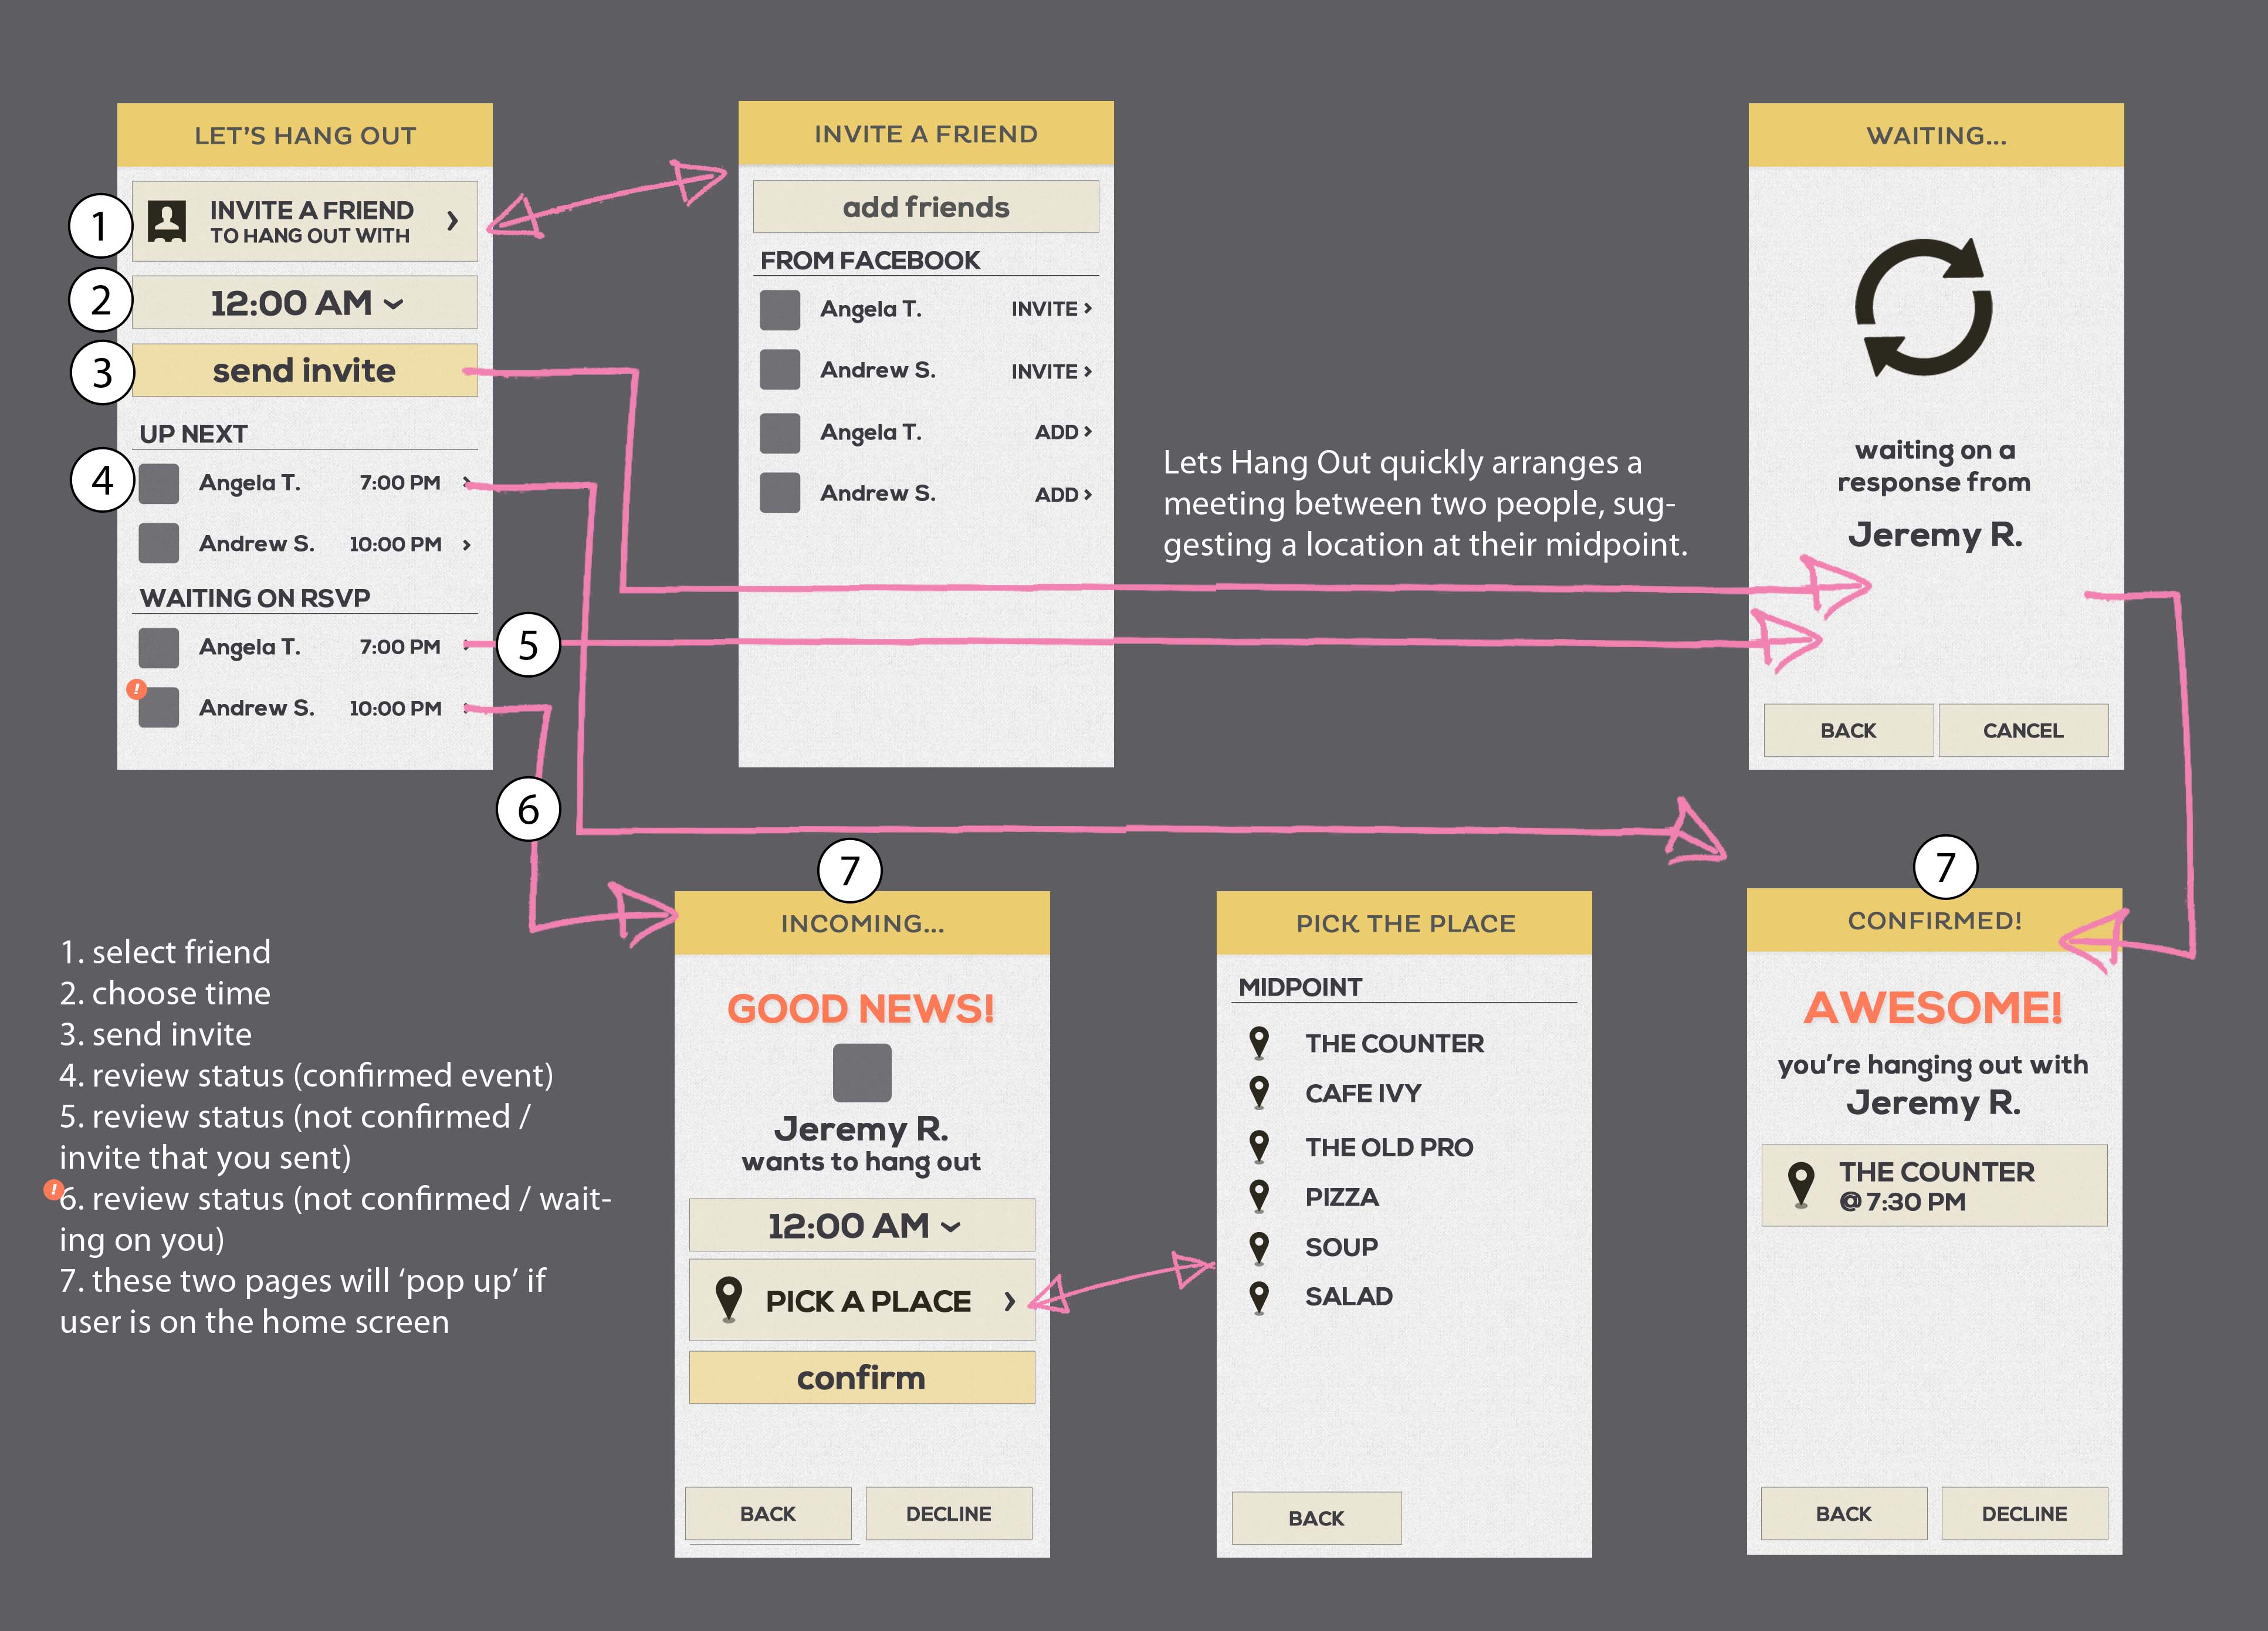 LET'S HANG OUT
1
INVITE A FRIEND
TO HANG OUT WITH
2
12:00 AM
3
send invite
UP NEXT
4
Angela T. 7:00 PM
Andrew S. 10:00 PM
WAITING ON RSVP
Angela T. 7:00 PM
5
! Andrew S. 10:00 PM
6
INVITE A FRIEND
add friends
FROM FACEBOOK
Angela T. INVITE
Andrew S. INVITE
Angela T. ADD
Andrew S. ADD
Lets Hang Out quickly arranges a
meeting between two people, sug-
gesting a location at their midpoint.
WAITING...
waiting on a
response from
Jeremy R.
BACK CANCEL
1. select friend
2. choose time
3. send invite
4. review status (confirmed event)
5. review status (not confirmed /
invite that you sent)
! 6. review status (not confirmed / wait-
ing on you)
7. these two pages will ‘pop up’ if
user is on the home screen
7
INCOMING...
GOOD NEWS!
Jeremy R.
wants to hang out
12:00 AM
PICK A PLACE
confirm
BACK DECLINE
PICK THE PLACE
MIDPOINT
THE COUNTER
CAFE IVY
THE OLD PRO
PIZZA
SOUP
SALAD
BACK
7
CONFIRMED!
AWESOME!
you're hanging out with
Jeremy R.
THE COUNTER
@ 7:30 PM
BACK DECLINE